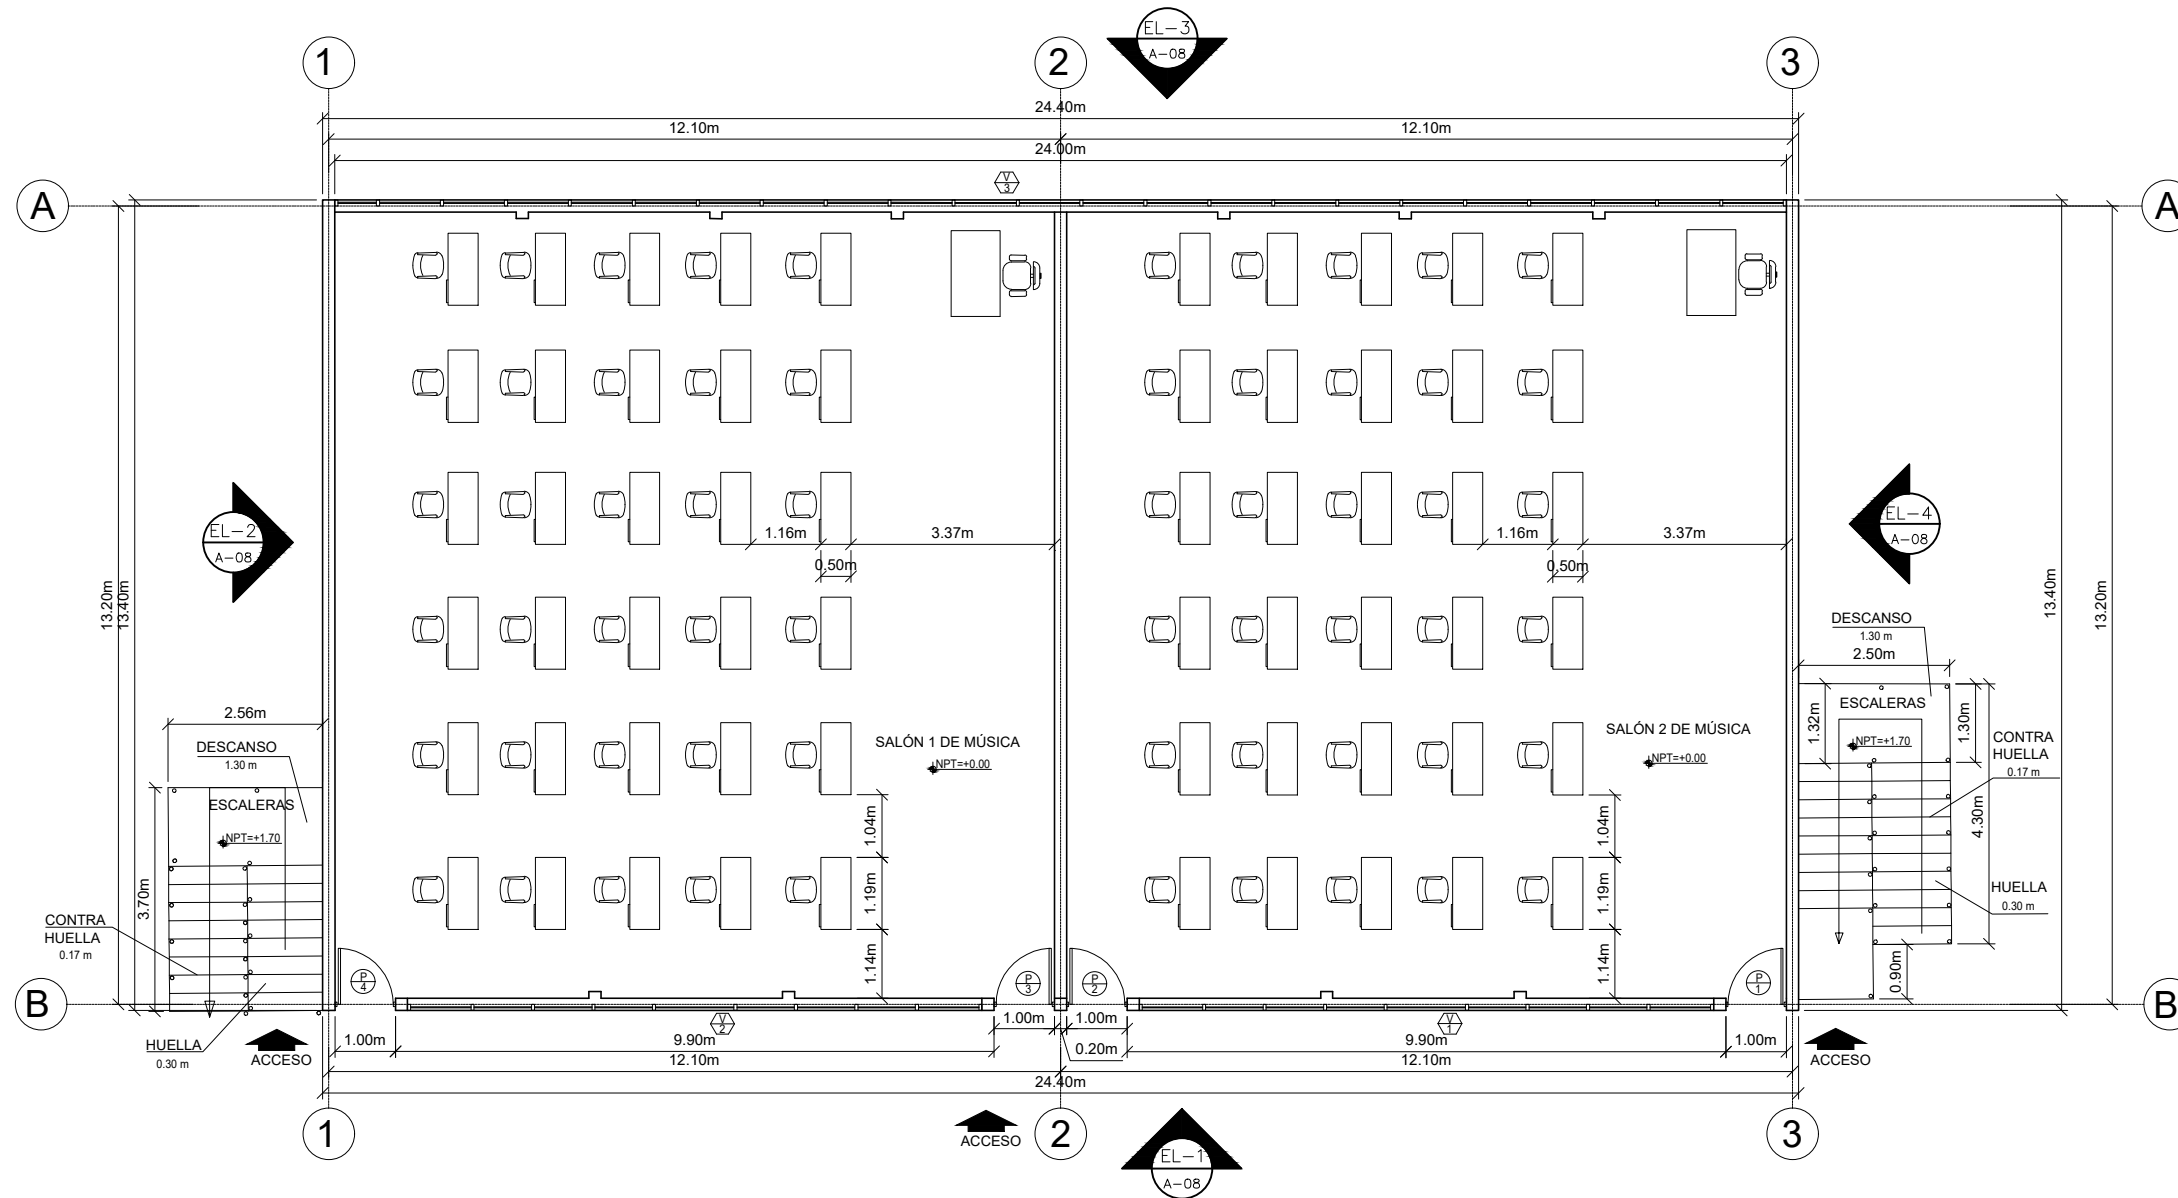 EL-3
A-08
1
2
3
24.40m
12.10m
12.10m
24.00m
V
3
A
A
EL-2
A-08
EL-4
A-08
1.16m
3.37m
0.50m
1.16m
3.37m
0.50m
13.20m
13.40m
13.40m
13.20m
DESCANSO
1.30 m
2.50m
ESCALERAS
1.32m
NPT=+1.70
1.30m
CONTRA
HUELLA
0.17 m
4.30m
HUELLA
0.30 m
0.90m
2.56m
DESCANSO
1.30 m
ESCALERAS
NPT=+1.70
3.70m
CONTRA
HUELLA
0.17 m
HUELLA
0.30 m
SALÓN 1 DE MÚSICA
NPT=+0.00
SALÓN 2 DE MÚSICA
NPT=+0.00
1.04m
1.19m
1.14m
1.04m
1.19m
1.14m
P
4
P
3
P
2
P
1
B
B
V
2
V
1
ACCESO
1.00m
9.90m
1.00m
1.00m
0.20m
9.90m
1.00m
ACCESO
12.10m
12.10m
24.40m
1
ACCESO
2
3
EL-1
A-08